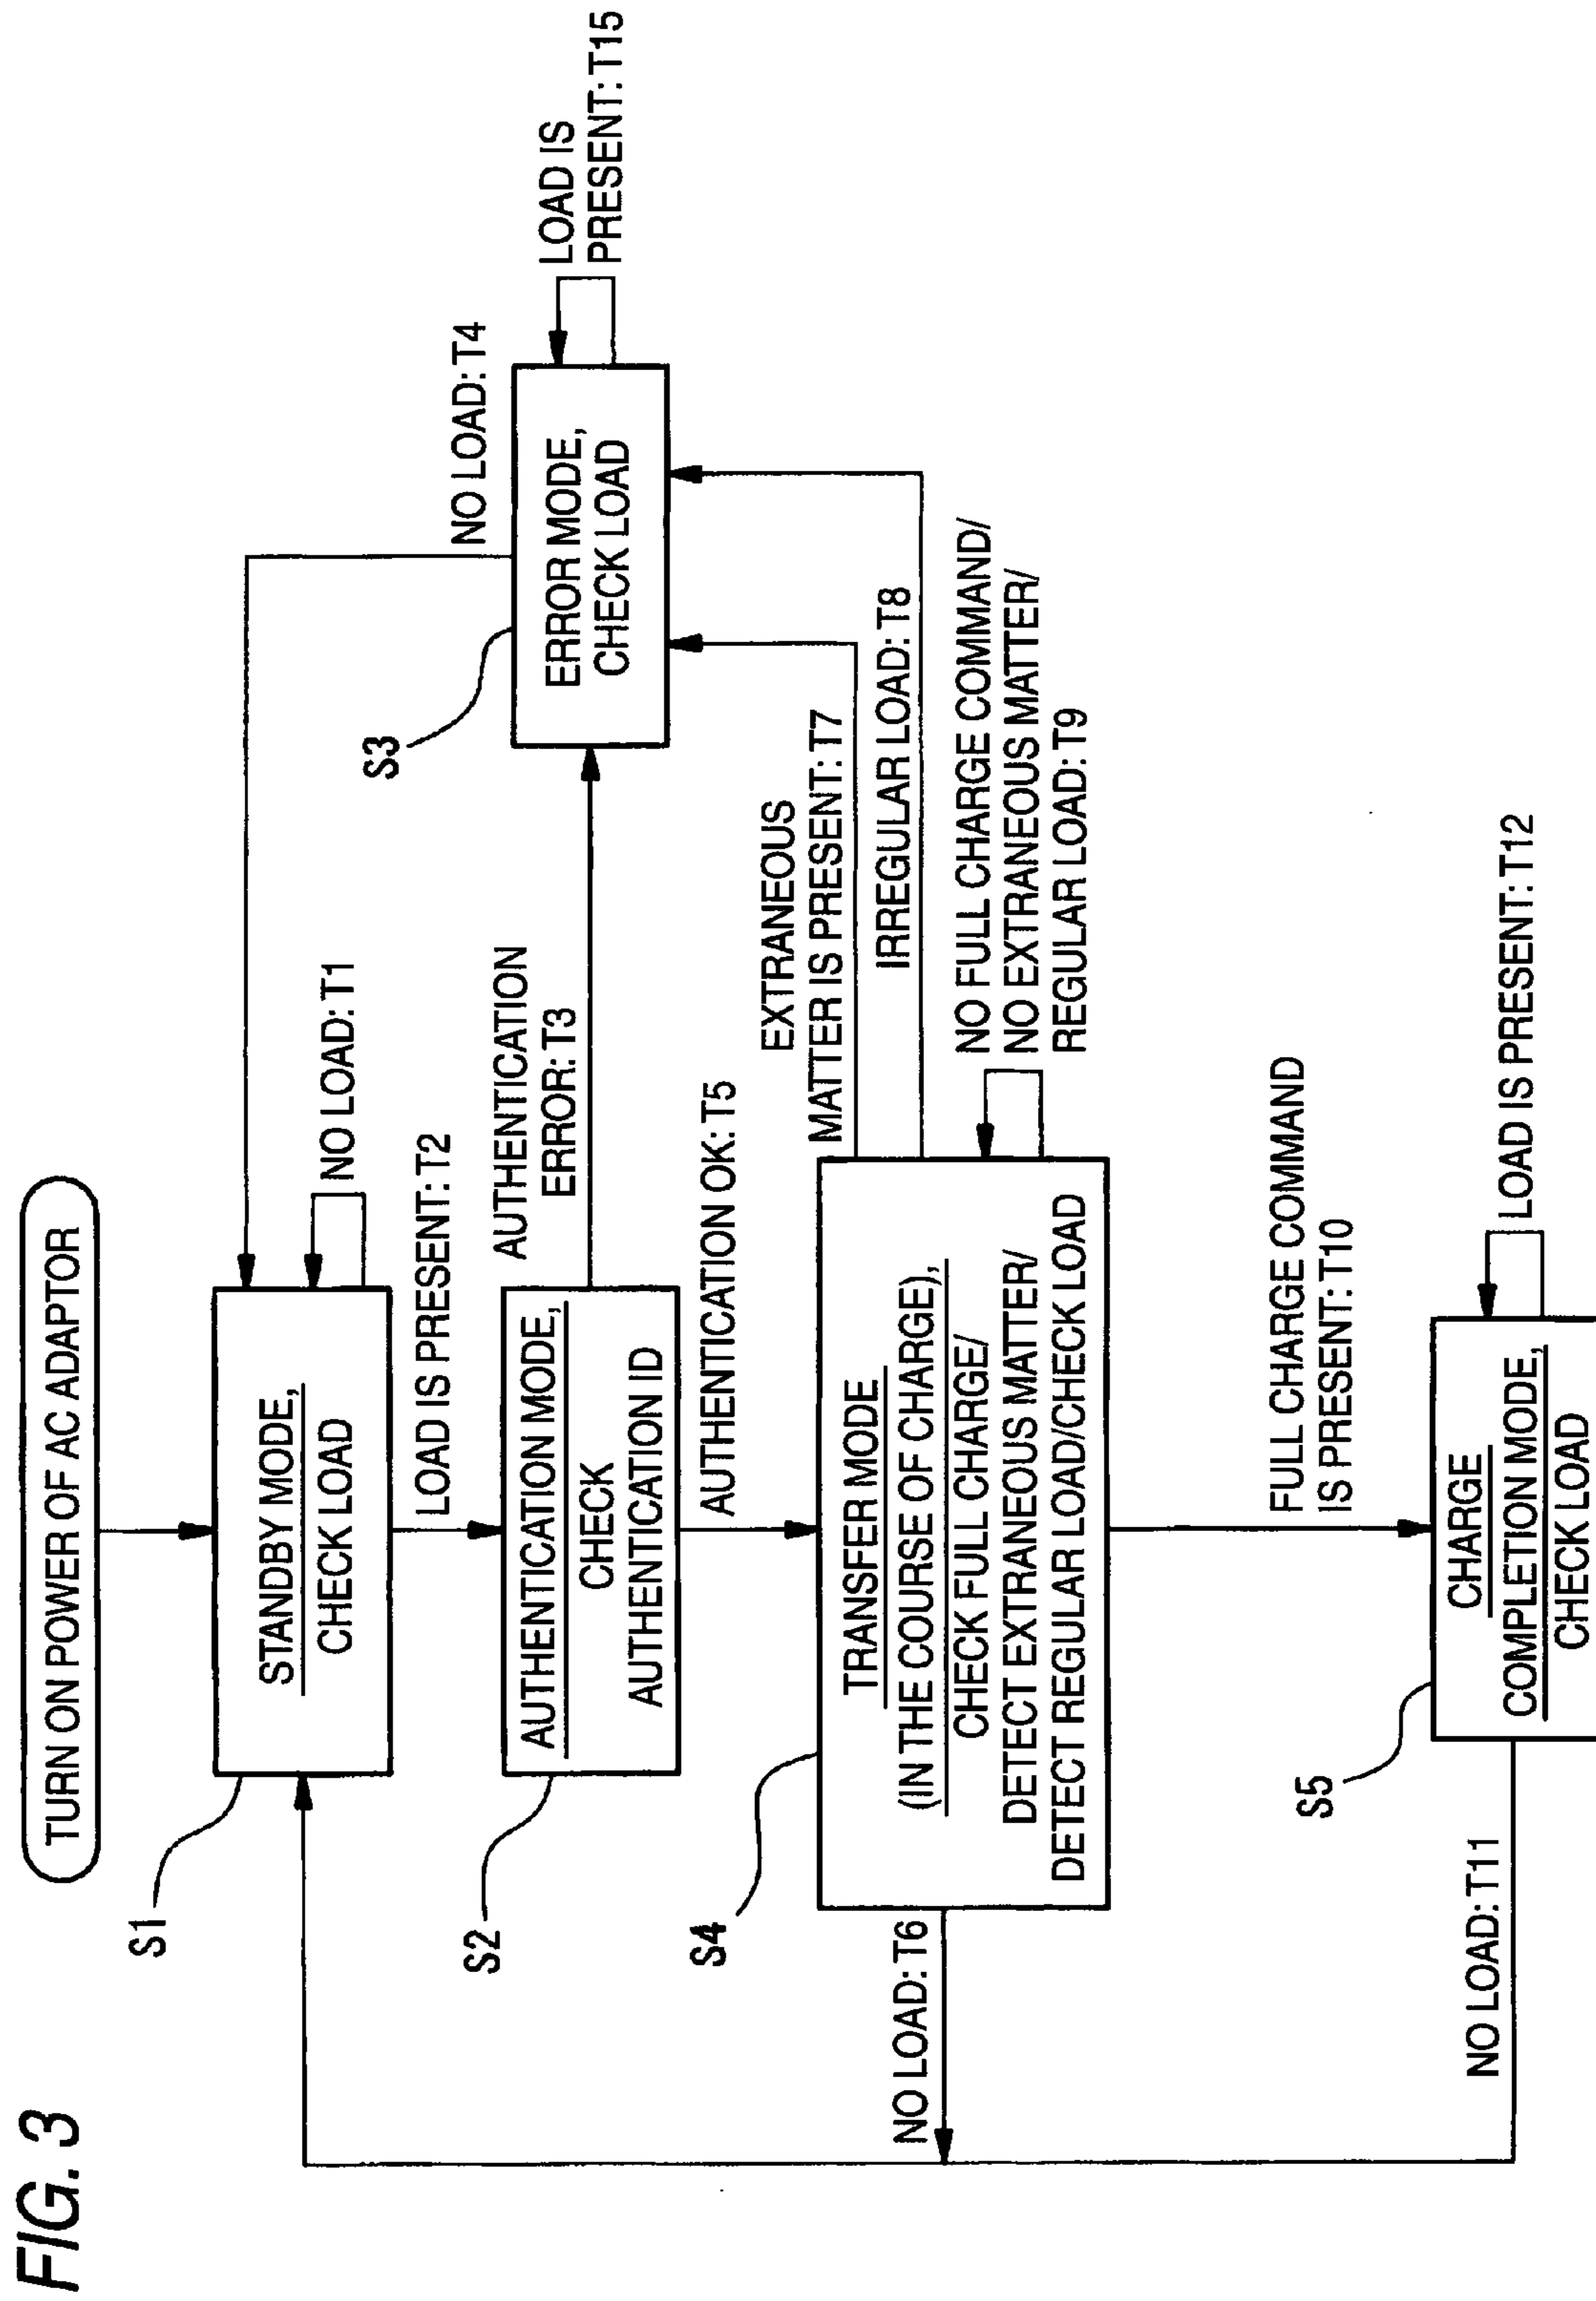 FIG. 3
TURN ON POWER OF AC ADAPTOR
S1
STANDBY MODE,
CHECK LOAD
NO LOAD: T1
LOAD IS PRESENT: T2
S2
AUTHENTICATION MODE,
CHECK
AUTHENTICATION ID
AUTHENTICATION
ERROR: T3
S3
ERROR MODE,
CHECK LOAD
NO LOAD: T4
LOAD IS
PRESENT: T15
AUTHENTICATION OK: T5
S4
TRANSFER MODE
(IN THE COURSE OF CHARGE),
CHECK FULL CHARGE/
DETECT EXTRANEOUS MATTER/
DETECT REGULAR LOAD/CHECK LOAD
NO LOAD: T6
EXTRANEOUS
MATTER IS PRESENT: T7
IRREGULAR LOAD: T8
NO FULL CHARGE COMMAND/
NO EXTRANEOUS MATTER/
REGULAR LOAD: T9
FULL CHARGE COMMAND
IS PRESENT: T10
S5
CHARGE
COMPLETION MODE,
CHECK LOAD
NO LOAD: T11
LOAD IS PRESENT: T12